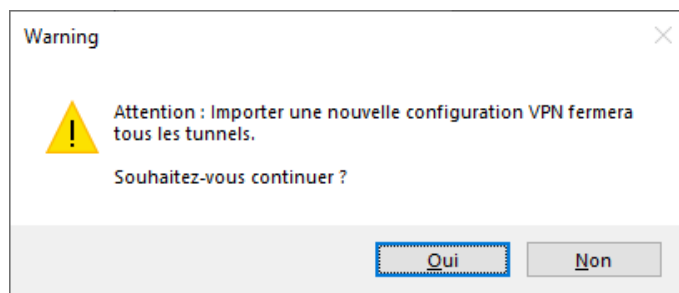 Warning
Attention : Importer une nouvelle configuration VPN fermera
tous les tunnels.
Souhaitez-vous continuer ?
Oui
Non